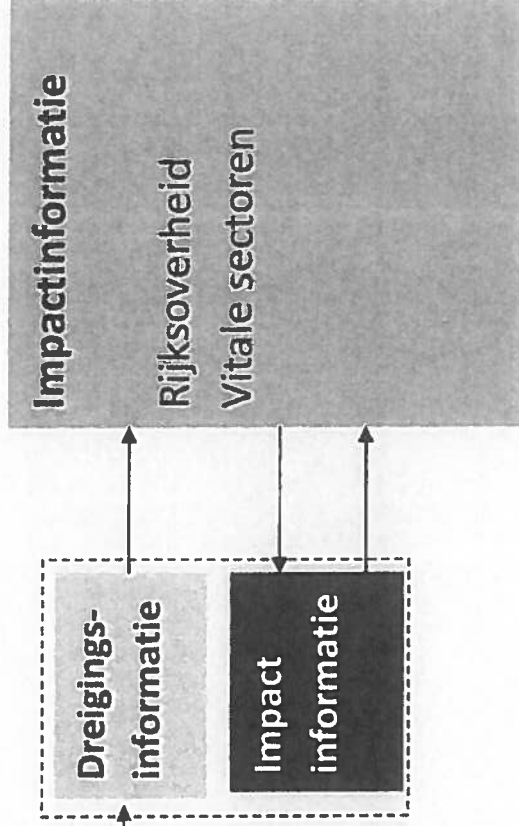 Impactinformatie
Rijksoverheid
Vitale sectoren
Dreigings-
informatie
Impact
informatie